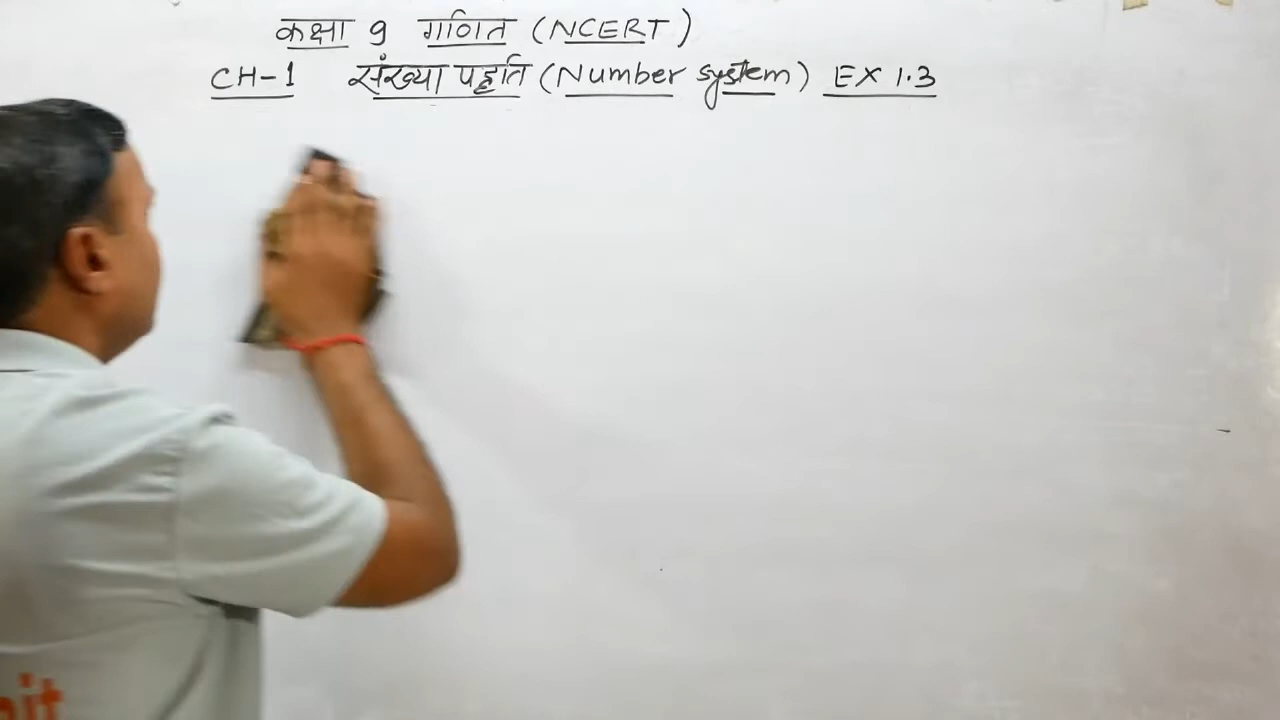 कक्षा 9 गणित (NCERT)
CH-1 संख्या पद्धति (Number system) EX 1.3